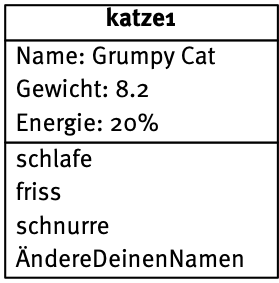 katze1
Name: Grumpy Cat
Gewicht: 8.2
Energie: 20%
schlafe
friss
schnurre
ÄndereDeinenNamen